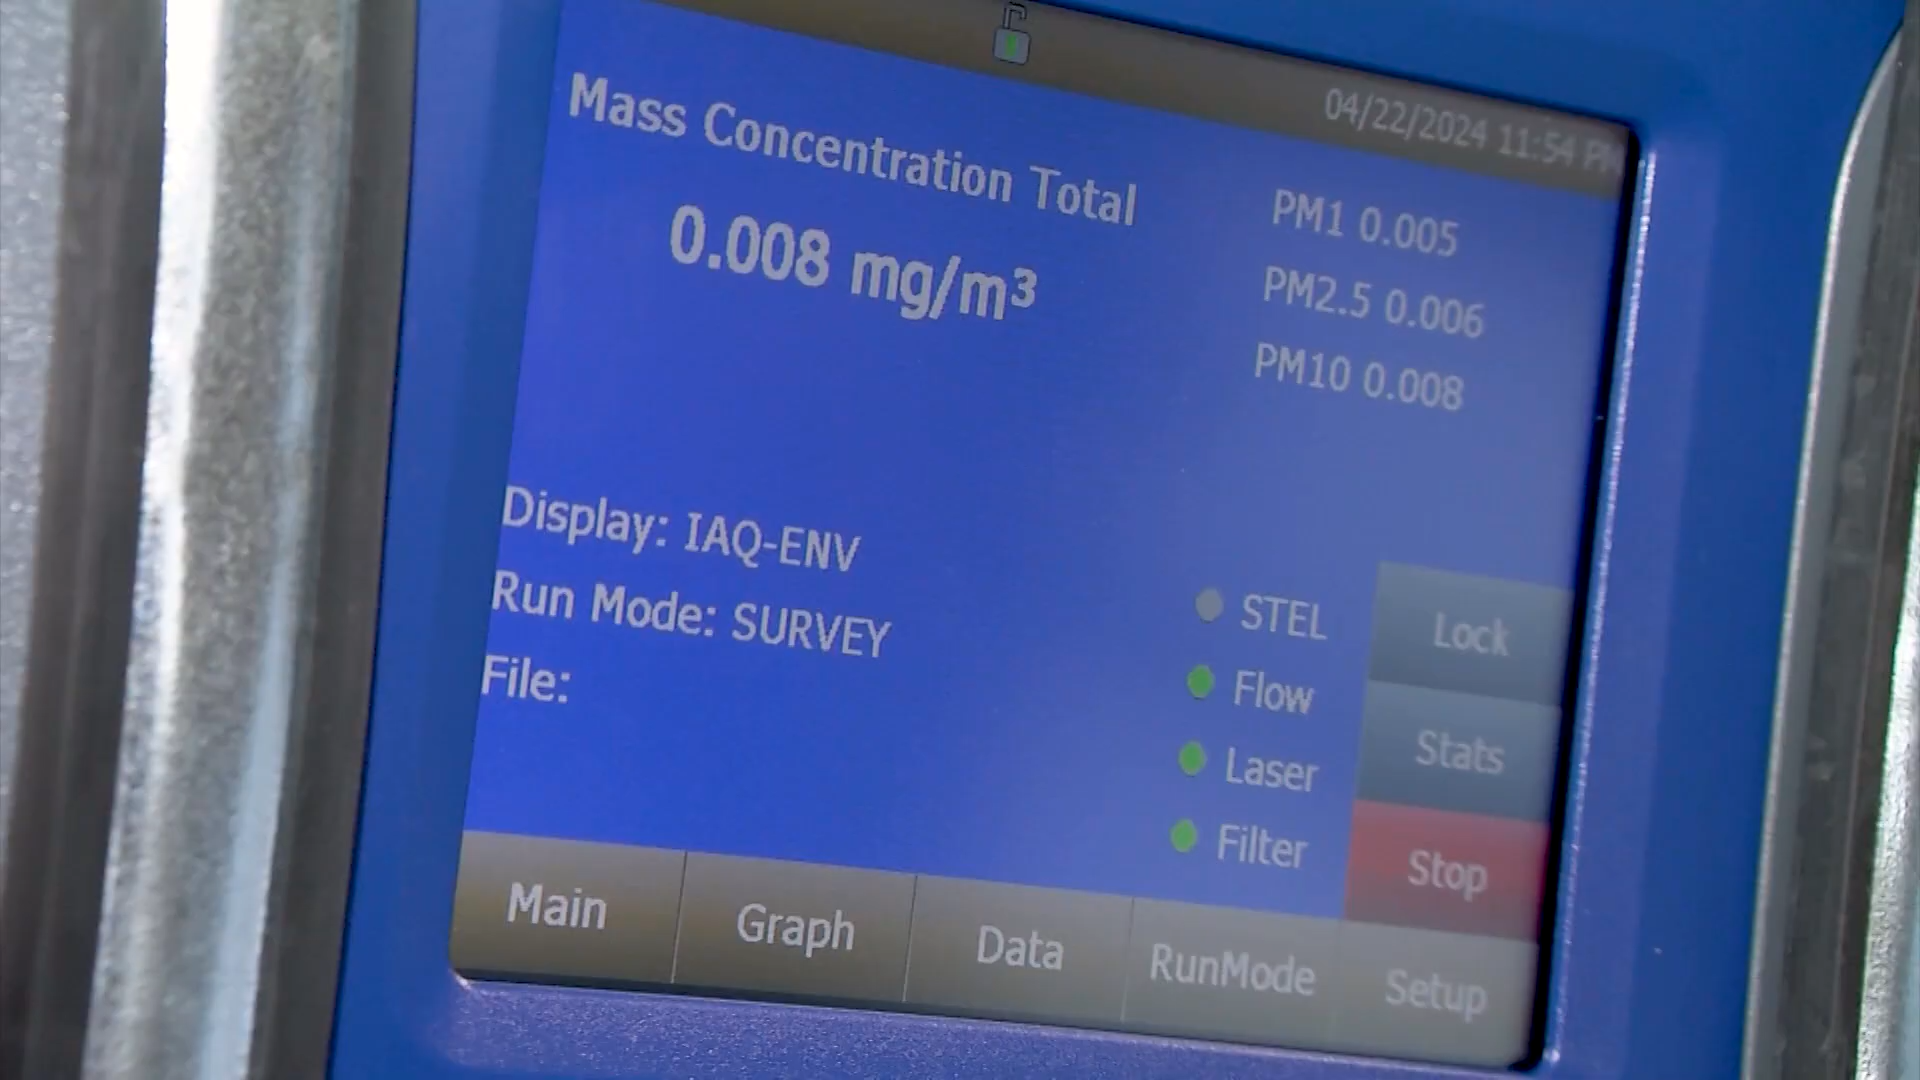 04/22/2024 11:54 PM
Mass Concentration Total
0.008 mg/m³
PM1 0.005
PM2.5 0.006
PM10 0.008
Display: IAQ-ENV
Run Mode: SURVEY
File:
STEL
Flow
Laser
Filter
Lock
Stats
Stop
Main
Graph
Data
RunMode
Setup